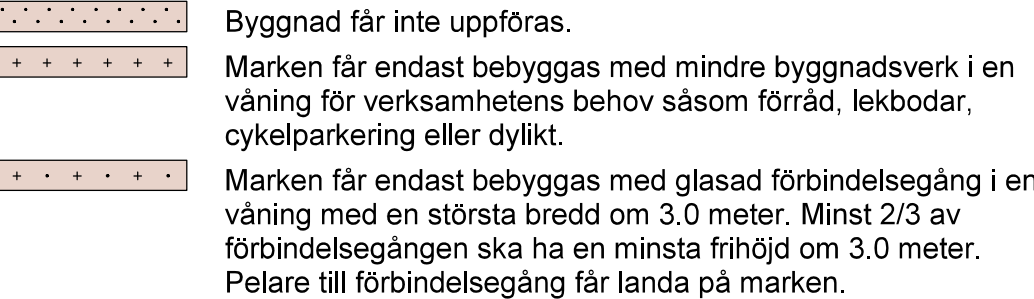 Byggnad får inte uppföras.
Marken får endast bebyggas med mindre byggnadsverk i en
våning för verksamhetens behov såsom förråd, lekbodar,
cykelparkering eller dylikt.
Marken får endast bebyggas med glasad förbindelsegång i en
våning med en största bredd om 3.0 meter. Minst 2/3 av
förbindelsegången ska ha en minsta frihöjd om 3.0 meter.
Pelare till förbindelsegång får landa på marken.